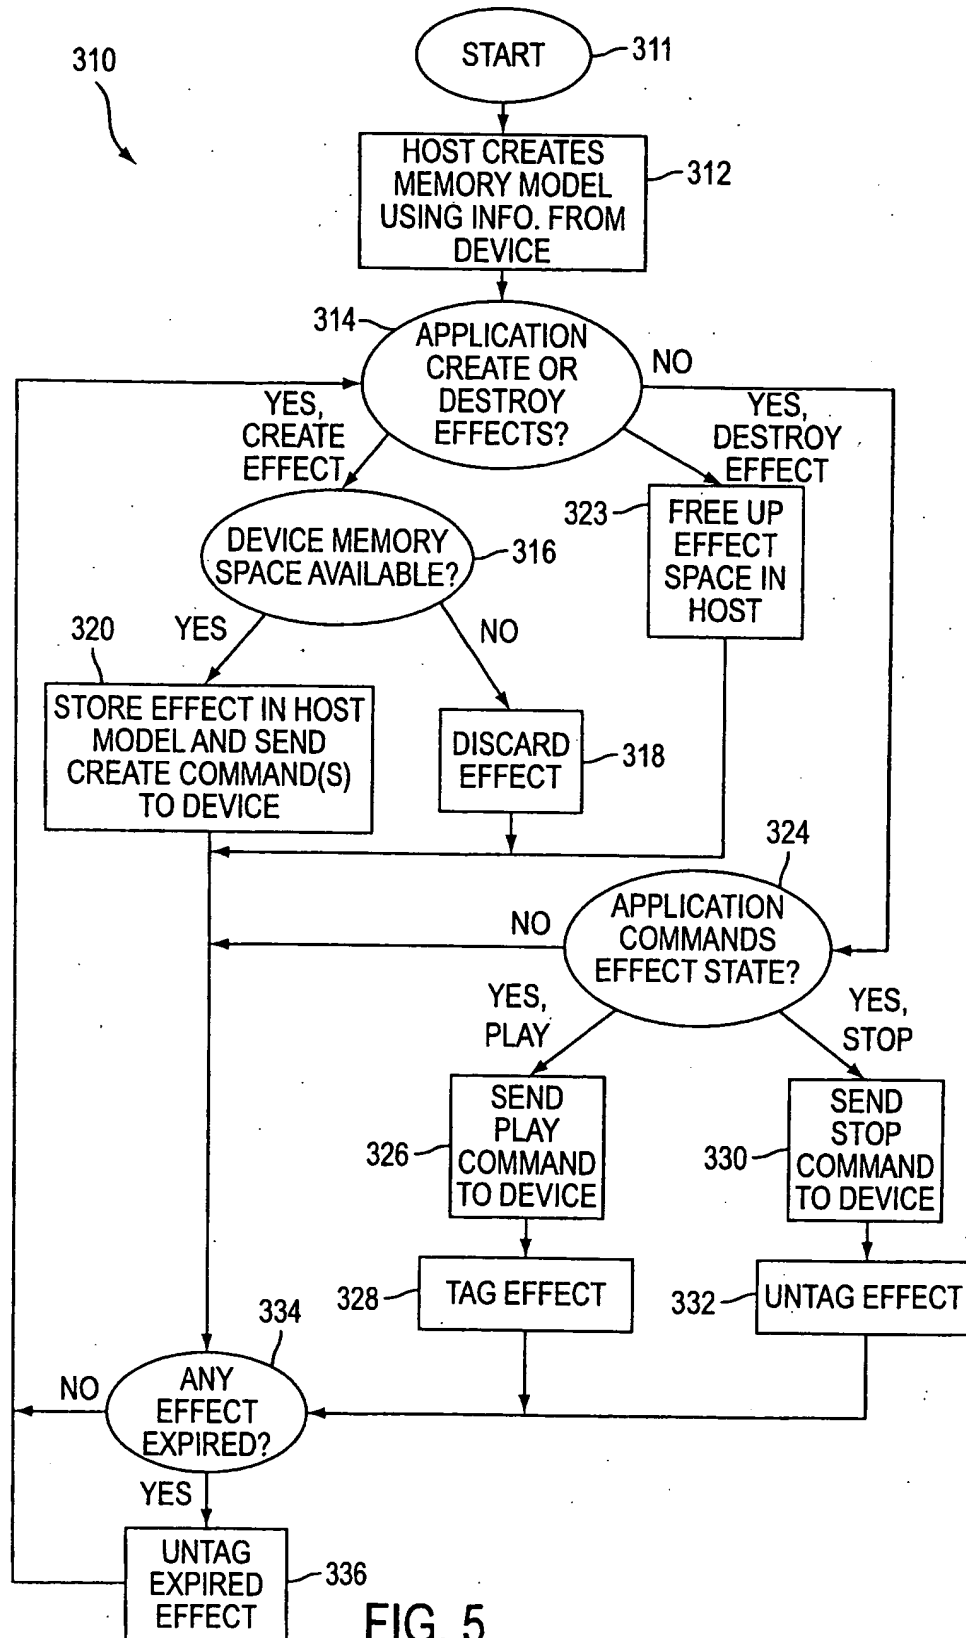 310
START
311
HOST CREATES
MEMORY MODEL
USING INFO. FROM
DEVICE
312
314
APPLICATION
CREATE OR
DESTROY
EFFECTS?
NO
YES,
CREATE
EFFECT
YES,
DESTROY
EFFECT
DEVICE MEMORY
SPACE AVAILABLE?
316
323
FREE UP
EFFECT
SPACE IN
HOST
320
YES
NO
STORE EFFECT IN HOST
MODEL AND SEND
CREATE COMMAND(S)
TO DEVICE
DISCARD
EFFECT
318
324
APPLICATION
COMMANDS
EFFECT STATE?
NO
YES,
PLAY
YES,
STOP
326
SEND
PLAY
COMMAND
TO DEVICE
330
SEND
STOP
COMMAND
TO DEVICE
328
TAG EFFECT
332
UNTAG EFFECT
334
ANY
EFFECT
EXPIRED?
NO
YES
UNTAG
EXPIRED
EFFECT
336
FIG. 5